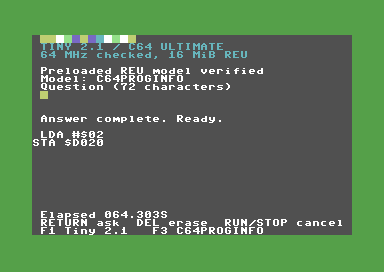 TINY 2.1 / C64 ULTIMATE
64 MHz checked, 16 MiB REU
Preloaded REU model verified
Model: C64PROGINFO
Question (72 characters)
Answer complete. Ready.
LDA #$02
STA $D020
Elapsed 064.303S
RETURN ask  DEL erase  RUN/STOP cancel
F1 Tiny 2.1   F3 C64PROGINFO